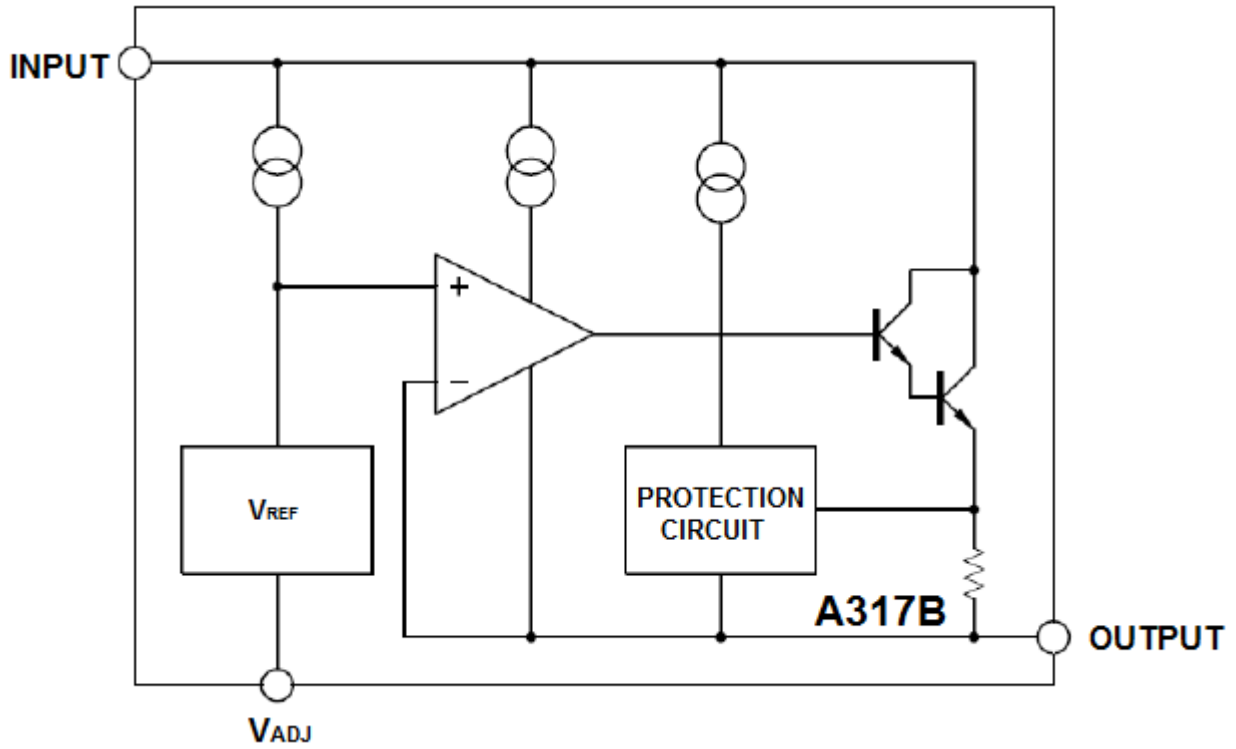 INPUT
+
−
VREF
PROTECTION
CIRCUIT
A317B
OUTPUT
VADJ